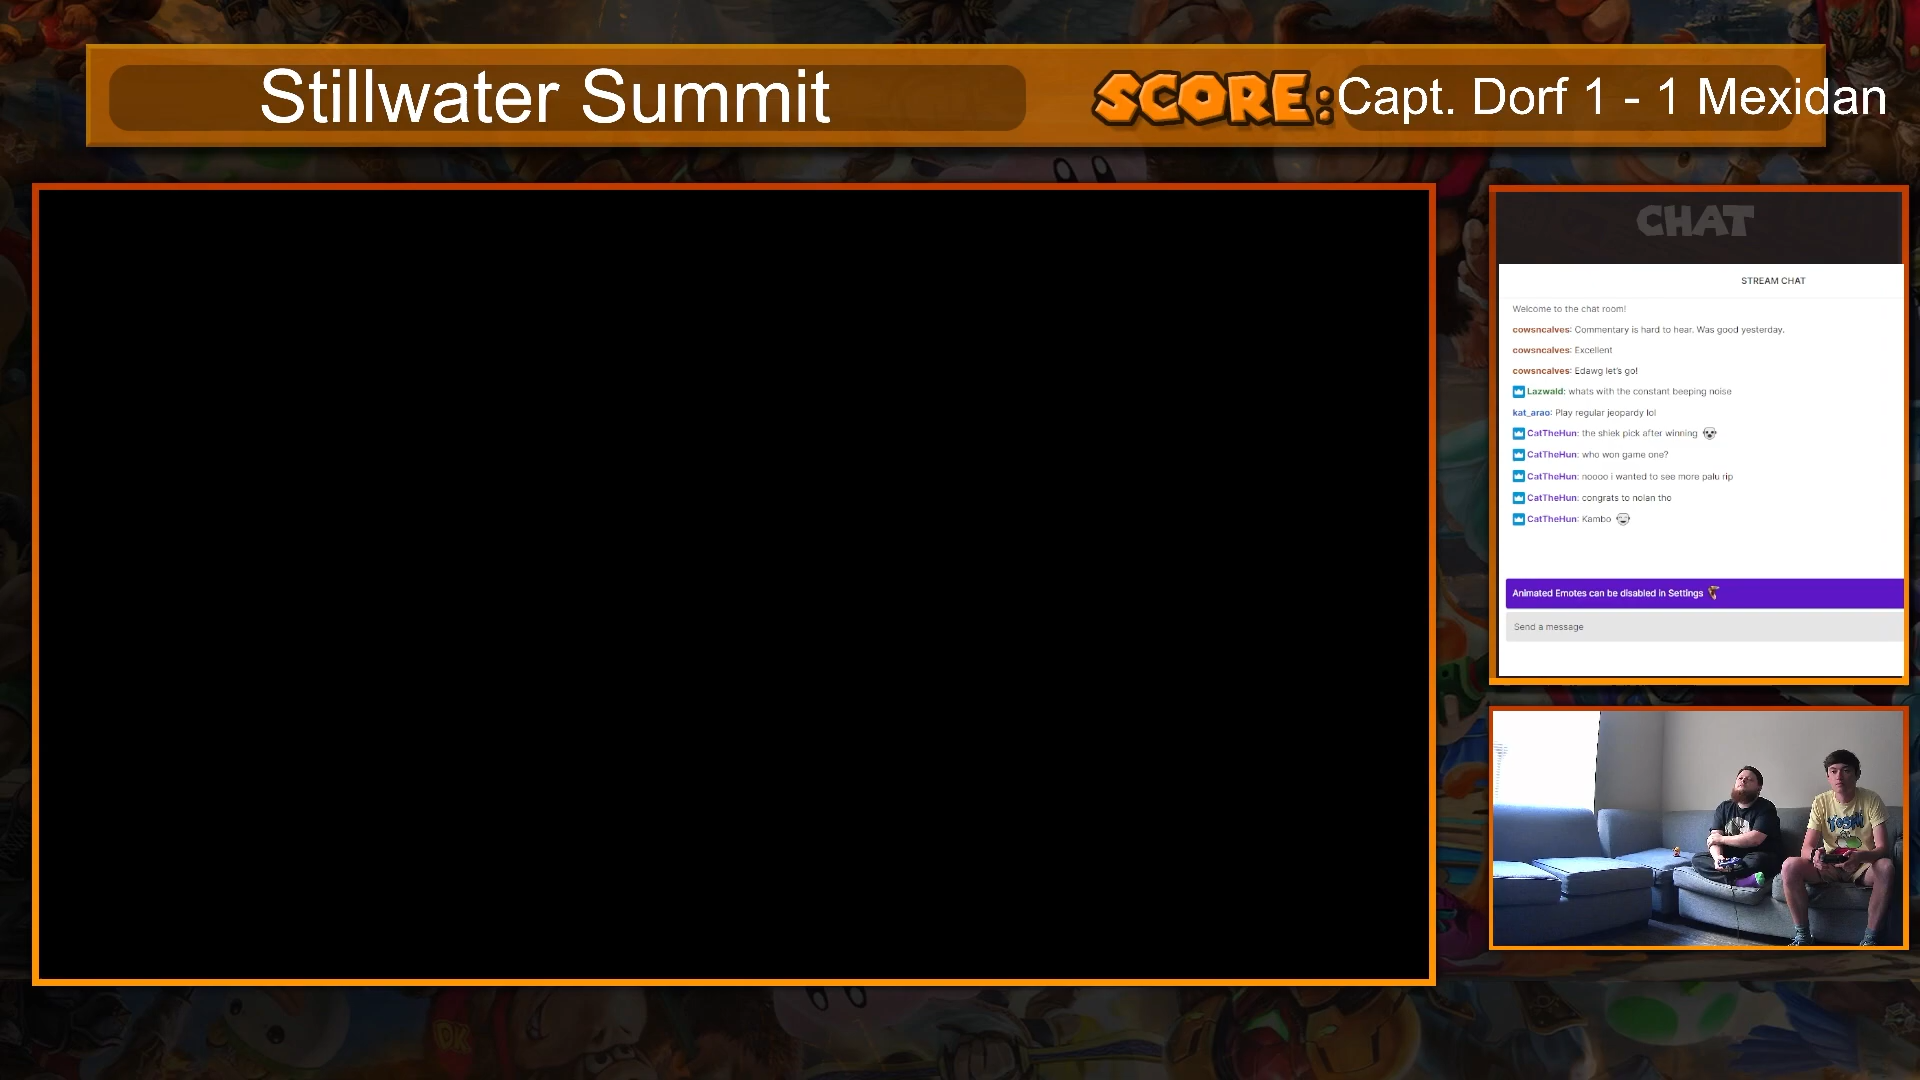 Stillwater Summit
SCORE: Capt. Dorf 1 - 1 Mexidan
CHAT
STREAM CHAT
Welcome to the chat room!
cowsncalves: Commentary is hard to hear. Was good yesterday.
cowsncalves: Excellent
cowsncalves: Edawg let's go!
Lazwald: whats with the constant beeping noise
kat_arao: Play regular jeopardy lol
CatTheHun: the shiek pick after winning
CatTheHun: who won game one?
CatTheHun: noooo i wanted to see more palu rip
CatTheHun: congrats to nolan tho
CatTheHun: Kambo
Animated Emotes can be disabled in Settings
Send a message
Yoshi